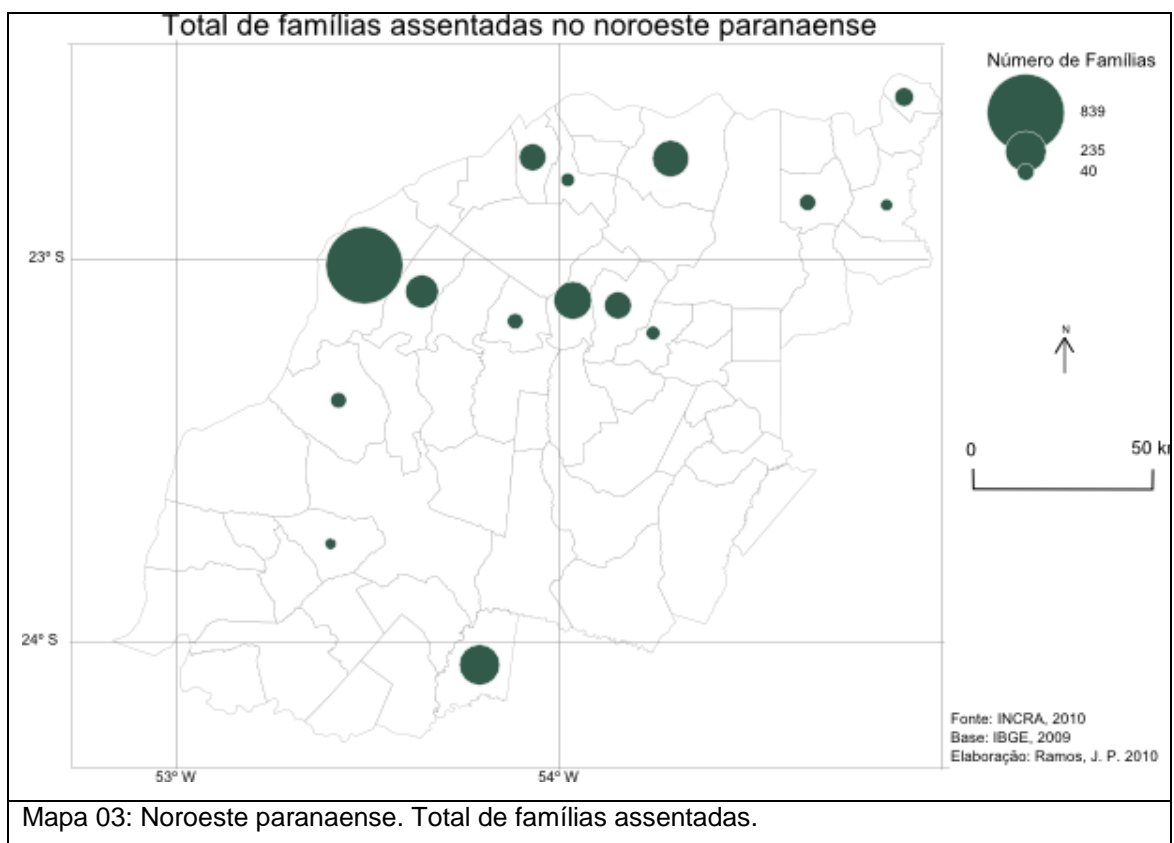 Total de famílias assentadas no noroeste paranaense
Número de Famílias
839
235
40
23° S
N
0 50 km
24° S
Fonte: INCRA, 2010
Base: IBGE, 2009
Elaboração: Ramos, J. P. 2010
53° W 54° W
Mapa 03: Noroeste paranaense. Total de famílias assentadas.